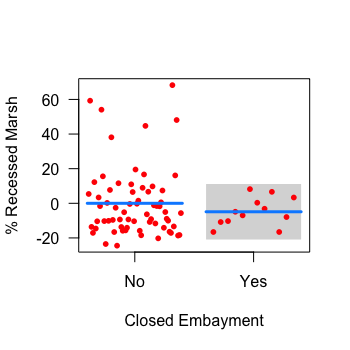 % Recessed Marsh
60
40
20
0
-20
No Yes
Closed Embayment